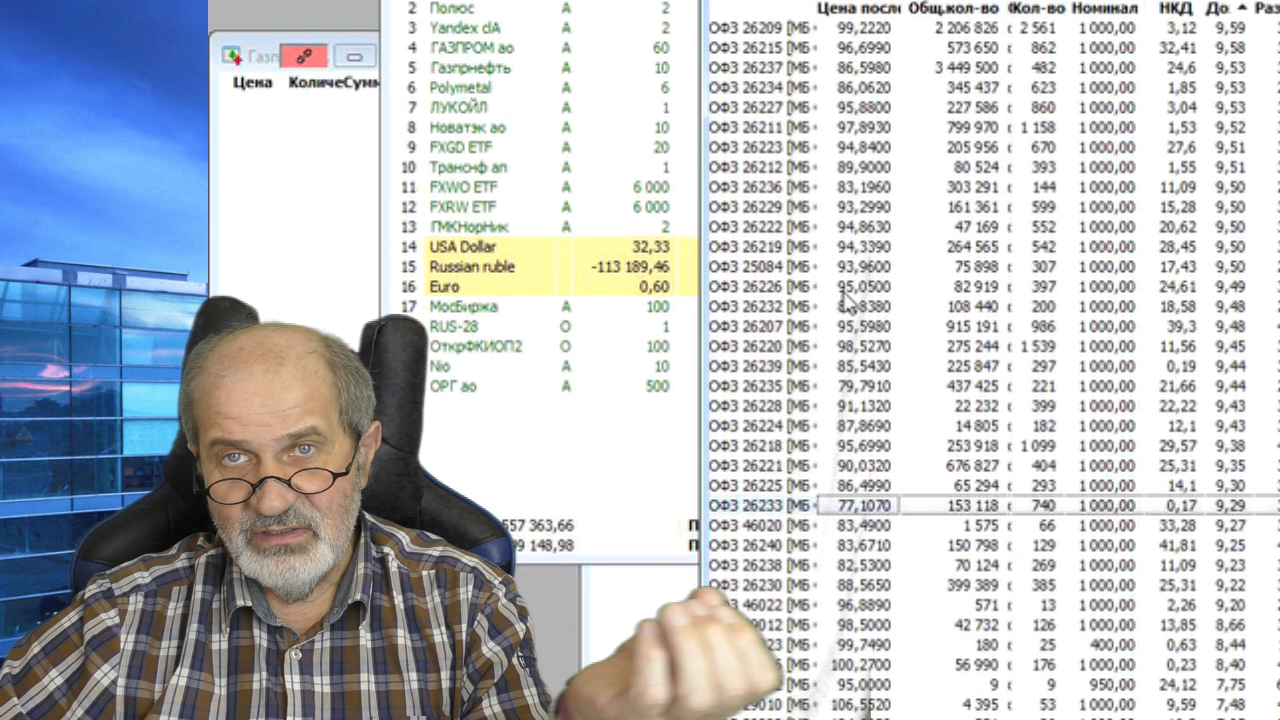 Газп
Цена КоличеСумм
2 Полюс А 2
3 Yandex clA А 2
4 ГАЗПРОМ ао А 60
5 Газпрнефть А 10
6 Polymetal А 6
7 ЛУКОЙЛ А 1
8 Новатэк ао А 10
9 FXGD ETF А 20
10 Транснф ап А 1
11 FXWO ETF А 6 000
12 FXRW ETF А 6 000
13 ГМКНорНик А 2
14 USA Dollar 32,33
15 Russian ruble -113 189,46
16 Euro 0,60
17 МосБиржа А 100
RUS-28 О 1
ОткрФКИОП2 О 100
Nio А 10
ОРГ ао А 500
557 363,66 П
9 148,98 П
Цена после Общ.кол-во Кол-во Номинал НКД До Раз
ОФЗ 26209 [МБ 99,2220 2 206 826 2 561 1 000,00 3,12 9,59
ОФЗ 26215 [МБ 96,6990 573 650 862 1 000,00 32,41 9,58
ОФЗ 26237 [МБ 86,5980 3 449 500 482 1 000,00 24,6 9,53
ОФЗ 26234 [МБ 86,0620 345 437 623 1 000,00 1,85 9,53
ОФЗ 26227 [МБ 95,8800 227 586 860 1 000,00 3,04 9,53
ОФЗ 26211 [МБ 97,8930 799 970 1 158 1 000,00 1,53 9,52
ОФЗ 26223 [МБ 94,8400 205 956 670 1 000,00 27,6 9,51
ОФЗ 26212 [МБ 89,9000 80 524 393 1 000,00 1,55 9,51
ОФЗ 26236 [МБ 83,1960 303 291 144 1 000,00 11,09 9,50
ОФЗ 26229 [МБ 93,2990 161 361 599 1 000,00 15,28 9,50
ОФЗ 26222 [МБ 94,8630 47 169 552 1 000,00 20,62 9,50
ОФЗ 26219 [МБ 94,3390 264 565 542 1 000,00 28,45 9,50
ОФЗ 25084 [МБ 93,9600 75 898 307 1 000,00 17,43 9,50
ОФЗ 26226 [МБ 95,0500 82 919 397 1 000,00 24,61 9,49
ОФЗ 26232 [МБ 108 440 200 1 000,00 18,58 9,48
ОФЗ 26207 [МБ 95,5980 915 191 986 1 000,00 39,3 9,48
ОФЗ 26220 [МБ 98,5270 275 244 1 539 1 000,00 11,56 9,45
ОФЗ 26239 [МБ 85,5430 225 847 297 1 000,00 0,19 9,44
ОФЗ 26235 [МБ 79,7910 437 425 221 1 000,00 21,66 9,44
ОФЗ 26228 [МБ 91,1320 22 232 399 1 000,00 22,22 9,43
ОФЗ 26224 [МБ 87,8690 14 805 182 1 000,00 12,1 9,43
ОФЗ 26218 [МБ 95,6990 253 918 1 099 1 000,00 29,57 9,38
ОФЗ 26221 [МБ 90,0320 676 827 404 1 000,00 25,31 9,35
ОФЗ 26225 [МБ 86,4990 65 294 293 1 000,00 14,1 9,30
ОФЗ 26233 [МБ 77,1070 153 118 740 1 000,00 0,17 9,29
ОФЗ 46020 [МБ 83,4900 1 575 66 1 000,00 33,28 9,27
ОФЗ 26240 [МБ 83,6710 150 798 129 1 000,00 41,81 9,25
ОФЗ 26238 [МБ 82,5300 70 124 269 1 000,00 11,09 9,23
ОФЗ 26230 [МБ 88,5650 399 389 385 1 000,00 25,31 9,22
46022 [МБ 96,8890 571 13 1 000,00 2,26 9,20
9012 [МБ 98,5000 42 732 126 1 000,00 13,85 8,66
23 [МБ 99,7490 180 25 400,00 0,63 8,44
[МБ 100,2700 56 990 176 1 000,00 0,23 8,40
[МБ 95,0000 9 9 950,00 24,12 7,75
29010 [МБ 106,5520 4 395 53 1 000,00 9,59 7,48